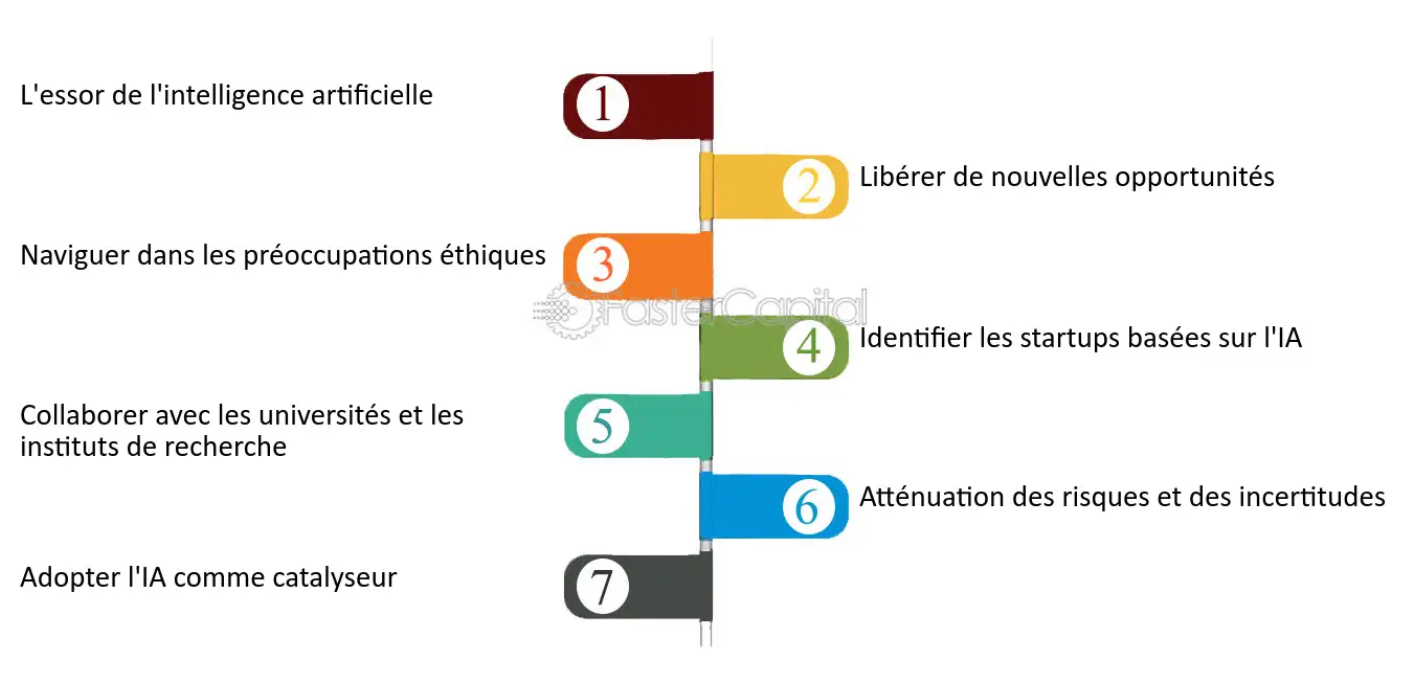 L'essor de l'intelligence artificielle
1
2
Libérer de nouvelles opportunités
Naviguer dans les préoccupations éthiques
3
FasterCapital
4
Identifier les startups basées sur l'IA
Collaborer avec les universités et les
instituts de recherche
5
6
Atténuation des risques et des incertitudes
Adopter l'IA comme catalyseur
7